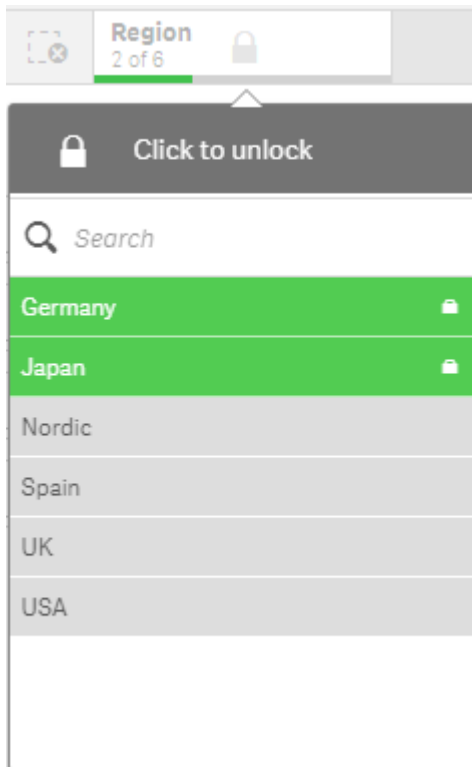 Region
2 of 6
Click to unlock
Search
Germany
Japan
Nordic
Spain
UK
USA